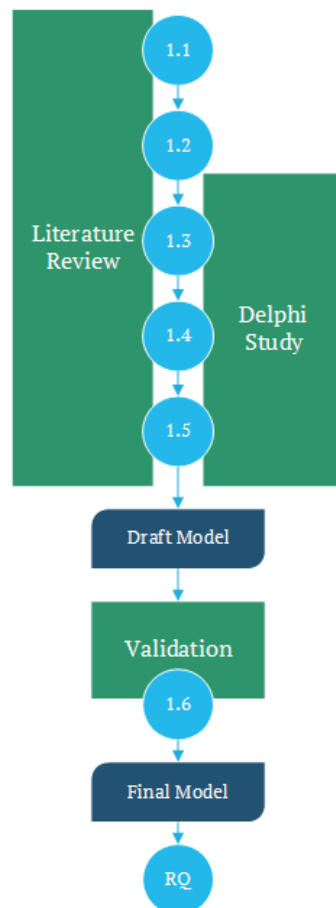 1.1
1.2
Literature
Review
1.3
Delphi
Study
1.4
1.5
Draft Model
Validation
1.6
Final Model
RQ